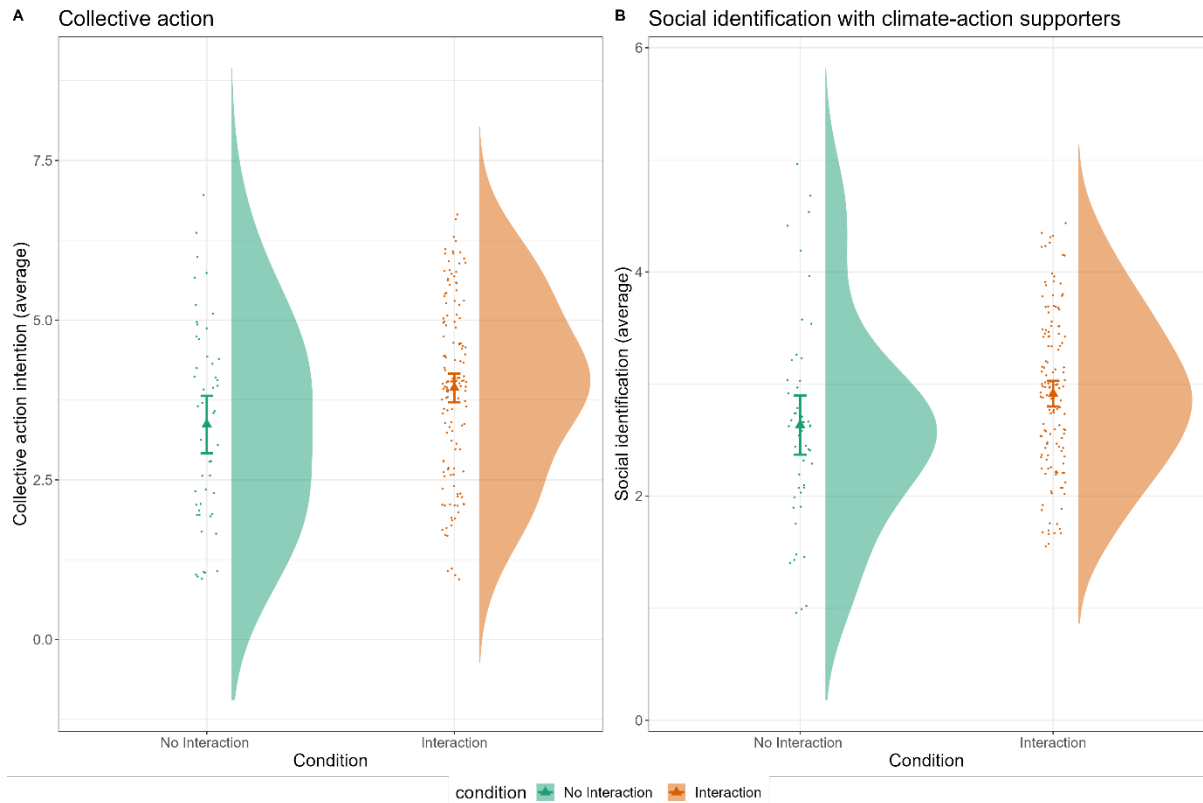 A Collective action
Collective action intention (average)
7.5
5.0
2.5
0.0
No Interaction Interaction
Condition
B Social identification with climate-action supporters
Social identification (average)
6
4
2
0
No Interaction Interaction
Condition
condition No Interaction Interaction